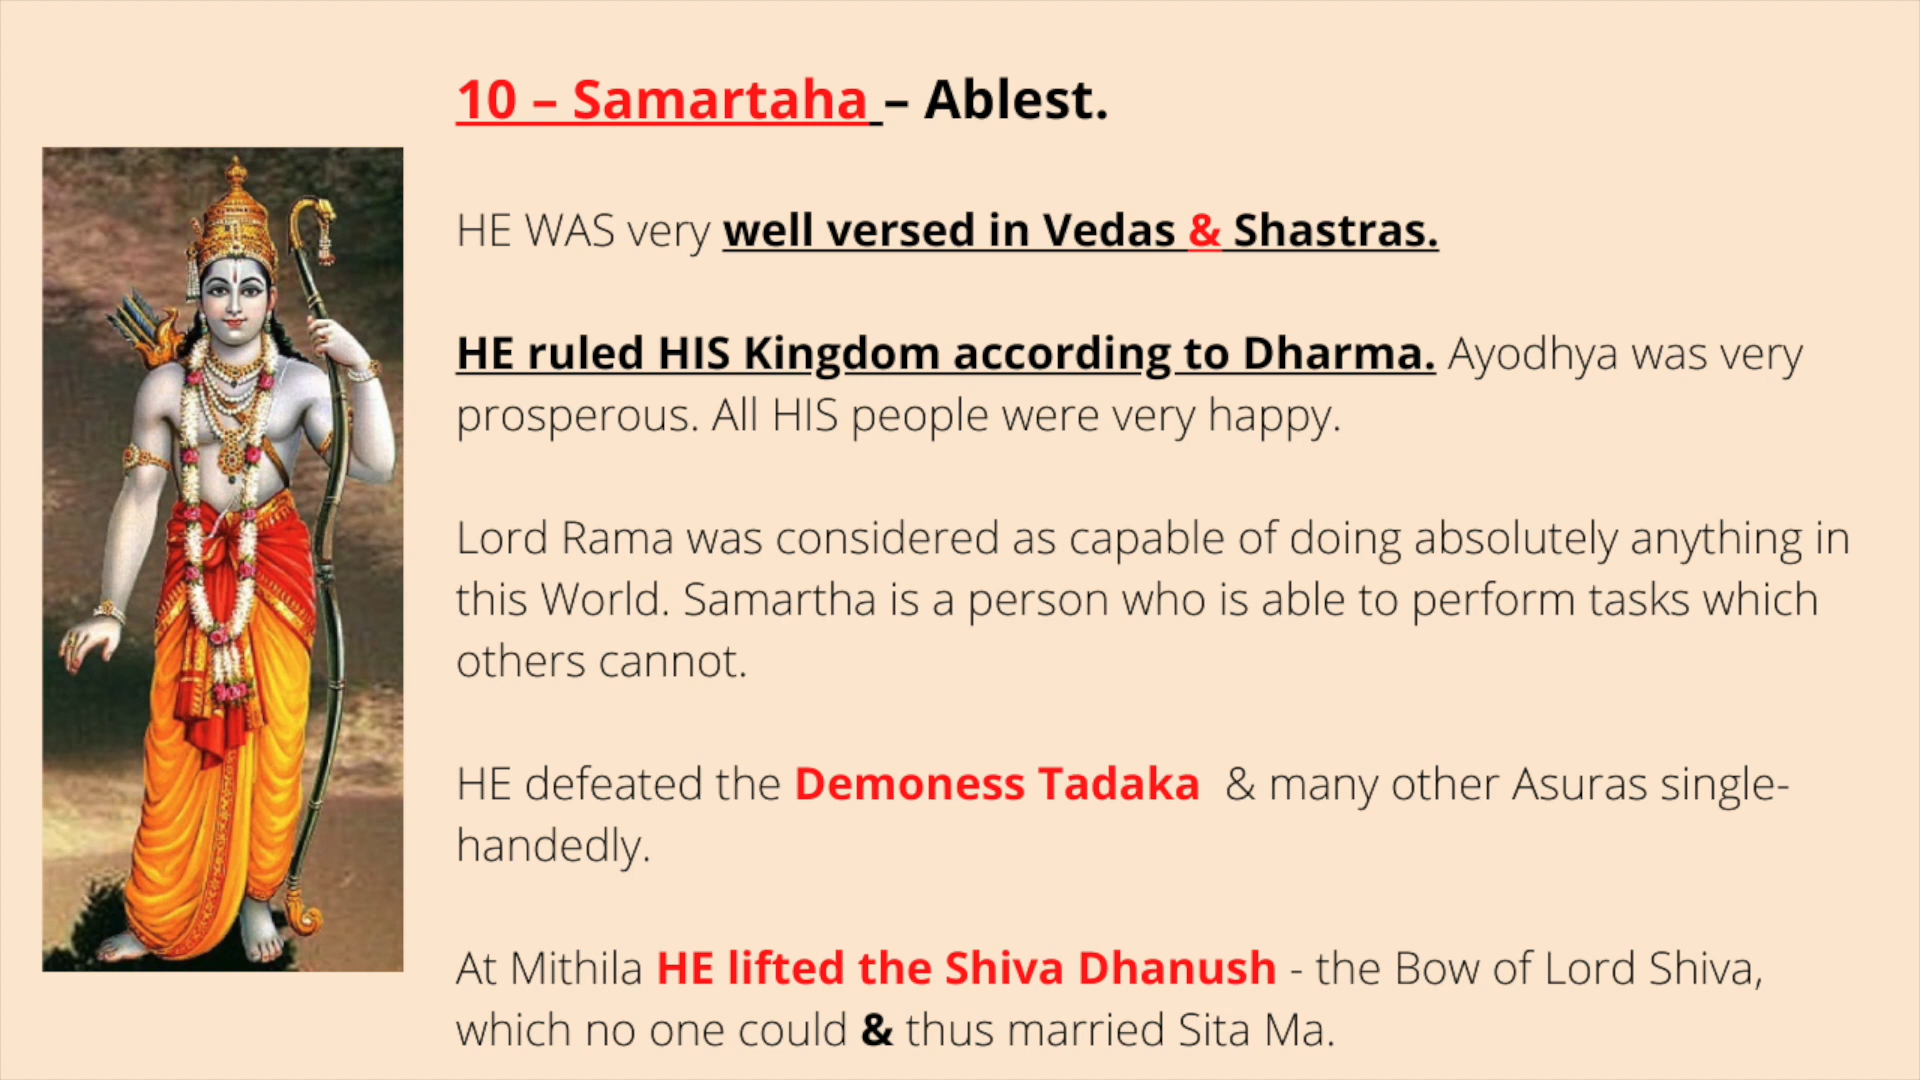 10 – Samartaha – Ablest.
HE WAS very well versed in Vedas & Shastras.
HE ruled HIS Kingdom according to Dharma. Ayodhya was very
prosperous. All HIS people were very happy.
Lord Rama was considered as capable of doing absolutely anything in
this World. Samartha is a person who is able to perform tasks which
others cannot.
HE defeated the Demoness Tadaka & many other Asuras single-
handedly.
At Mithila HE lifted the Shiva Dhanush - the Bow of Lord Shiva,
which no one could & thus married Sita Ma.